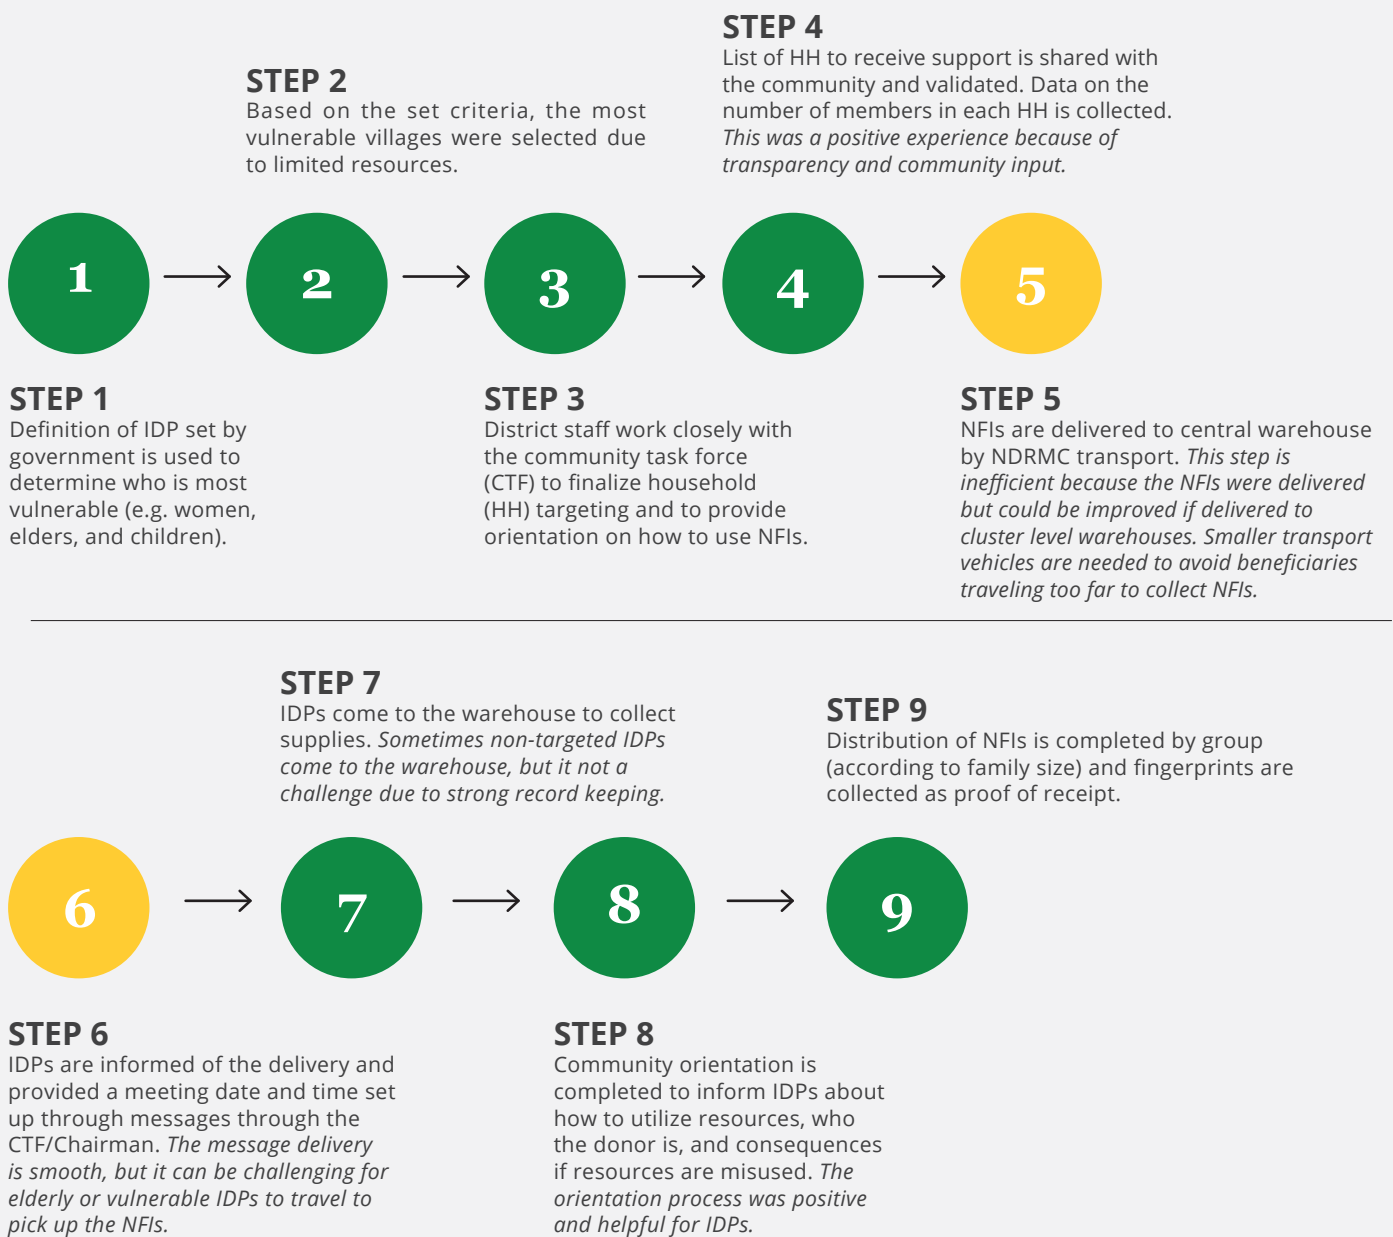 STEP 1
Definition of IDP set by
government is used to
determine who is most
vulnerable (e.g. women,
elders, and children).
STEP 2
Based on the set criteria, the most
vulnerable villages were selected due
to limited resources.
STEP 3
District staff work closely with
the community task force
(CTF) to finalize household
(HH) targeting and to provide
orientation on how to use NFIs.
STEP 4
List of HH to receive support is shared with
the community and validated. Data on the
number of members in each HH is collected.
This was a positive experience because of
transparency and community input.
STEP 5
NFIs are delivered to central warehouse
by NDRMC transport. This step is
inefficient because the NFIs were delivered
but could be improved if delivered to
cluster level warehouses. Smaller transport
vehicles are needed to avoid beneficiaries
traveling too far to collect NFIs.
1
2
3
4
5
STEP 6
IDPs are informed of the delivery and
provided a meeting date and time set
up through messages through the
CTF/Chairman. The message delivery
is smooth, but it can be challenging for
elderly or vulnerable IDPs to travel to
pick up the NFIs.
STEP 7
IDPs come to the warehouse to collect
supplies. Sometimes non-targeted IDPs
come to the warehouse, but it not a
challenge due to strong record keeping.
STEP 8
Community orientation is
completed to inform IDPs about
how to utilize resources, who
the donor is, and consequences
if resources are misused. The
orientation process was positive
and helpful for IDPs.
STEP 9
Distribution of NFIs is completed by group
(according to family size) and fingerprints are
collected as proof of receipt.
6
7
8
9